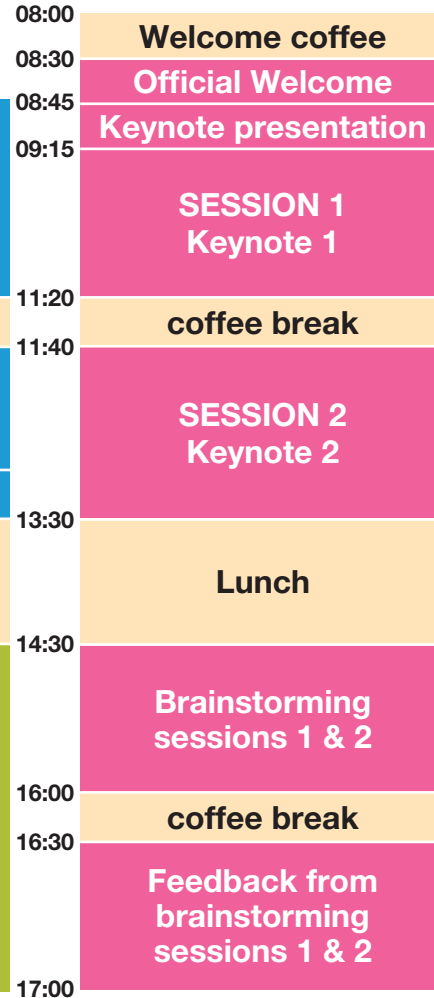 08:00
Welcome coffee
08:30
Official Welcome
08:45
Keynote presentation
09:15
SESSION 1
Keynote 1
11:20
coffee break
11:40
SESSION 2
Keynote 2
13:30
Lunch
14:30
Brainstorming
sessions 1 & 2
16:00
coffee break
16:30
Feedback from
brainstorming
sessions 1 & 2
17:00